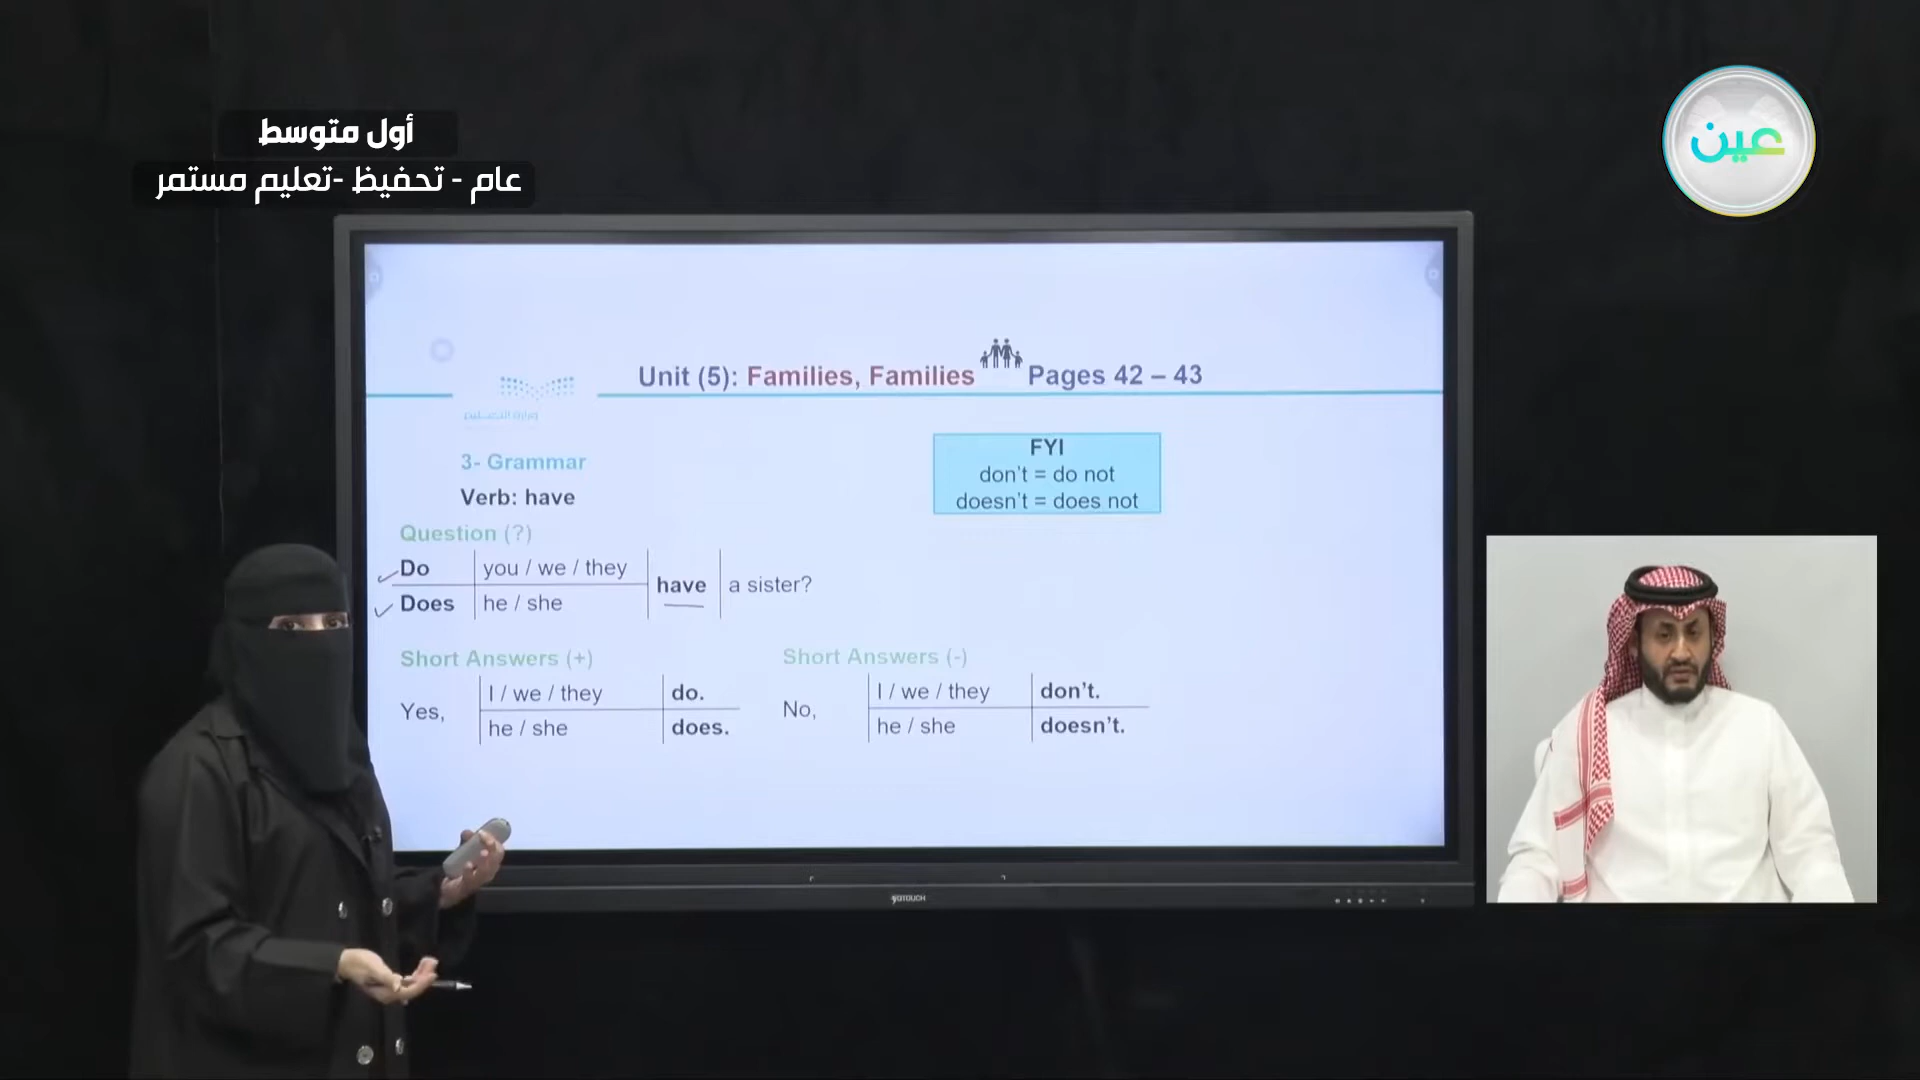 أول متوسط
عام - تحفيظ -تعليم مستمر
عين
Unit (5): Families, Families Pages 42 – 43
وزارة التعليم
3- Grammar
Verb: have
FYI
don't = do not
doesn't = does not
Question (?)
Do you / we / they have a sister?
Does he / she
Short Answers (+)
Yes, I / we / they do.
he / she does.
Short Answers (-)
No, I / we / they don't.
he / she doesn't.